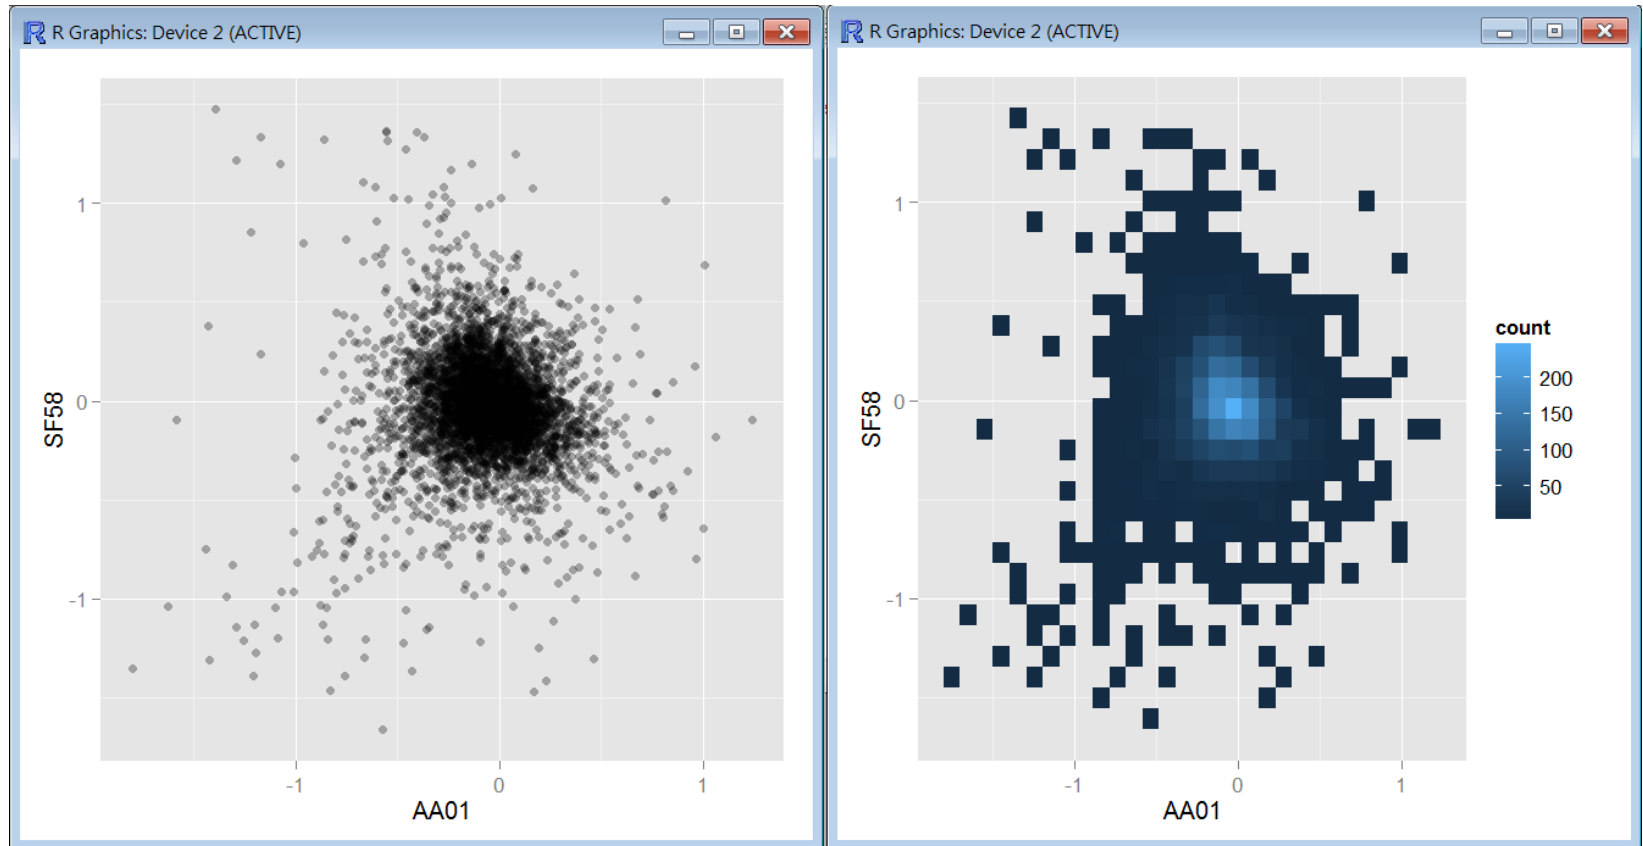 R Graphics: Device 2 (ACTIVE)
1
0
-1
SF58
-1 0 1
AA01
R Graphics: Device 2 (ACTIVE)
1
0
-1
SF58
-1 0 1
AA01
count
200
150
100
50